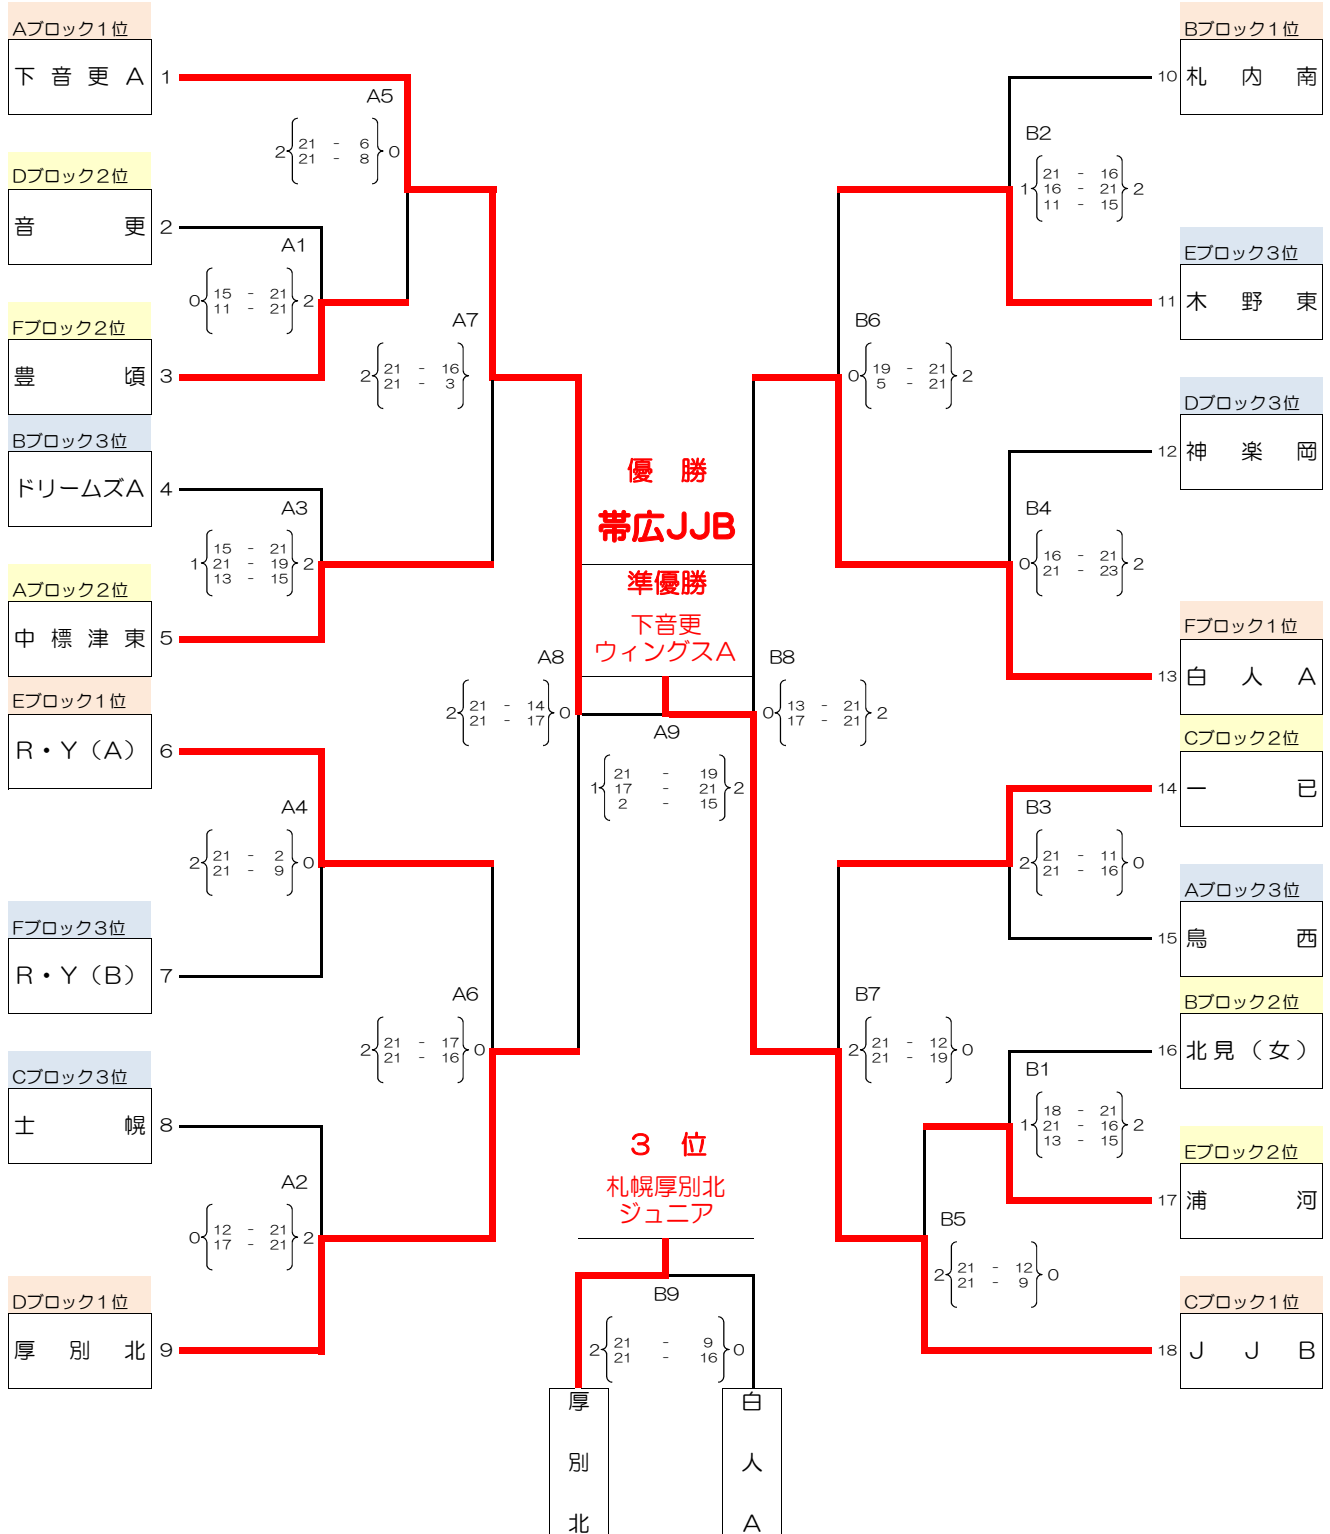 Aブロック1位
下音更A 1
A5
2 21 - 6 0
21 - 8
Dブロック2位
音更 2
A1
0 15 - 21 2
11 - 21
Fブロック2位
豊頃 3
A7
2 21 - 16
21 - 3
Bブロック3位
ドリームズA 4
A3
1 15 - 21 2
21 - 19
13 - 15
Aブロック2位
中標津東 5
A8
2 21 - 14 0
21 - 17
Eブロック1位
R・Y(A) 6
A4
2 21 - 2 0
21 - 9
Fブロック3位
R・Y(B) 7
A6
2 21 - 17 0
21 - 16
Cブロック3位
士幌 8
A2
0 12 - 21 2
17 - 21
Dブロック1位
厚別北 9
優勝
帯広JJB
準優勝
下音更
ウィングスA
A9
1 21 - 19 2
17 - 21
2 - 15
3位
札幌厚別北
ジュニア
B9
2 21 - 9 0
21 - 16
厚別北
白人A
Bブロック1位
10 札内南
B2
1 21 - 16 2
16 - 21
11 - 15
Eブロック3位
11 木野東
B6
0 19 - 21 2
5 - 21
Dブロック3位
12 神楽岡
B4
0 16 - 21 2
21 - 23
Fブロック1位
13 白人A
B8
0 13 - 21 2
17 - 21
Cブロック2位
14 一已
B3
2 21 - 11 0
21 - 16
Aブロック3位
15 鳥西
B7
2 21 - 12 0
21 - 19
Bブロック2位
16 北見(女)
B1
1 18 - 21 2
21 - 16
13 - 15
Eブロック2位
17 浦河
B5
2 21 - 12 0
21 - 9
Cブロック1位
18 JJB